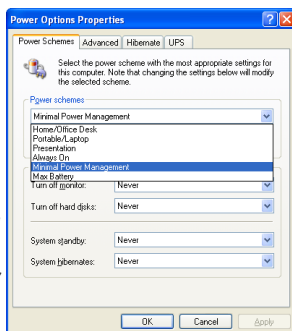 Power Options Properties
Power Schemes Advanced Hibernate UPS
Select the power scheme with the most appropriate settings for
this computer. Note that changing the settings below will modify
the selected scheme.
Power schemes
Minimal Power Management
Home/Office Desk
Portable/Laptop
Presentation
Always On
Minimal Power Management
Max Battery
Turn off monitor: Never
Turn off hard disks: Never
System standby: Never
System hibernates: Never
OK Cancel Apply